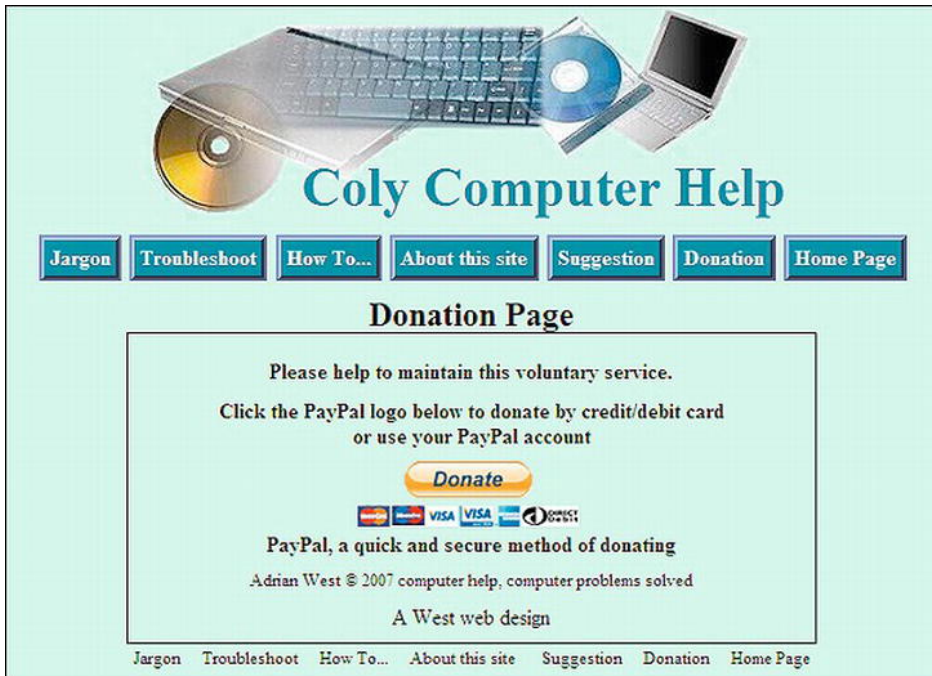 Coly Computer Help
Jargon Troubleshoot How To... About this site Suggestion Donation Home Page
Donation Page
Please help to maintain this voluntary service.
Click the PayPal logo below to donate by credit/debit card
or use your PayPal account
Donate
VISA VISA DIRECT Debit
PayPal, a quick and secure method of donating
Adrian West © 2007 computer help, computer problems solved
A West web design
Jargon Troubleshoot How To... About this site Suggestion Donation Home Page